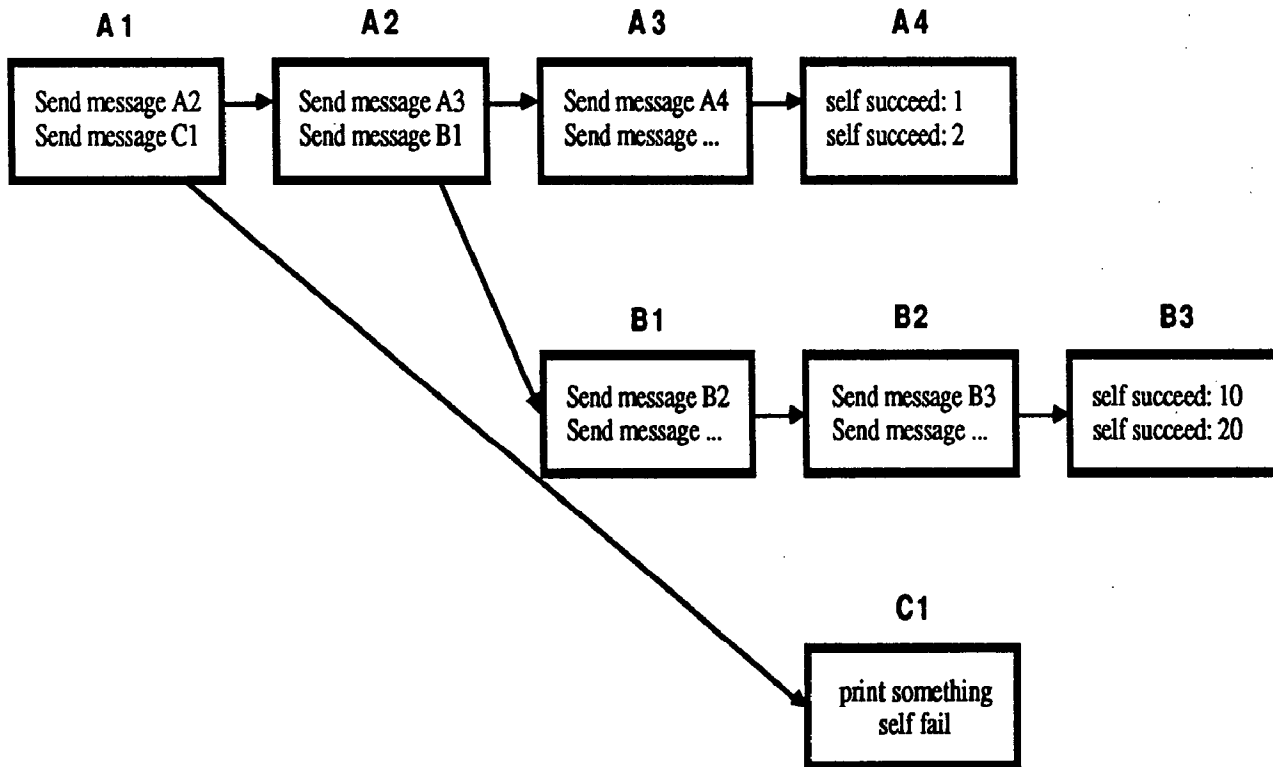 A1
A2
A3
A4
Send message A2
Send message C1
Send message A3
Send message B1
Send message A4
Send message ...
self succeed: 1
self succeed: 2
B1
B2
B3
Send message B2
Send message ...
Send message B3
Send message ...
self succeed: 10
self succeed: 20
C1
print something
self fail